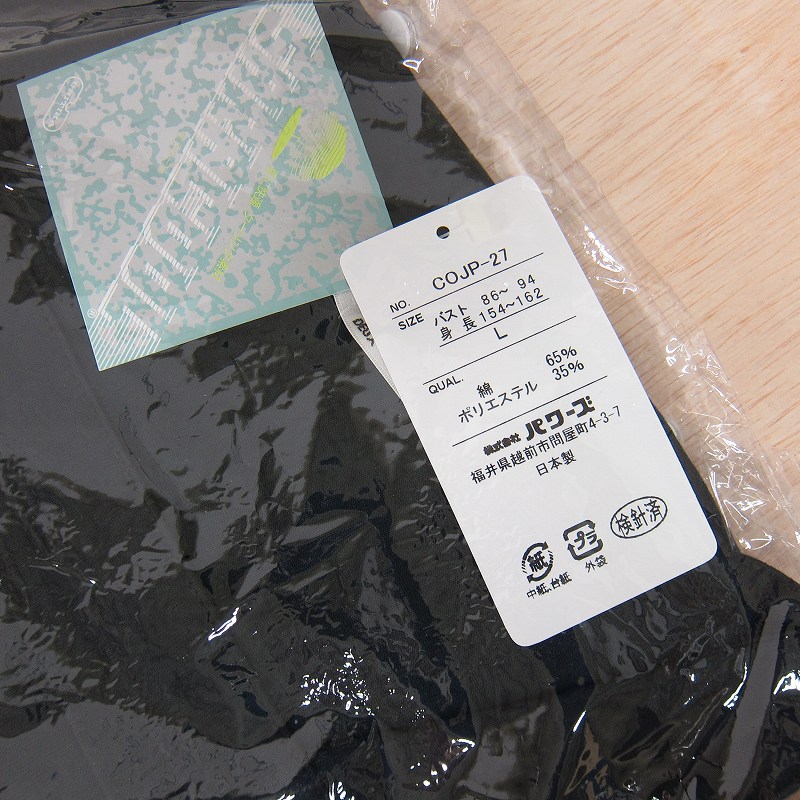 NO. COJP-27
SIZE バスト 86~ 94
身 長 154~162
L
QUAL. 綿 65%
ポリエステル 35%
株式会社 パワーズ
福井県越前市問屋町4-3-7
日本製
検針済
紙
プラ
中紙、台紙
外袋